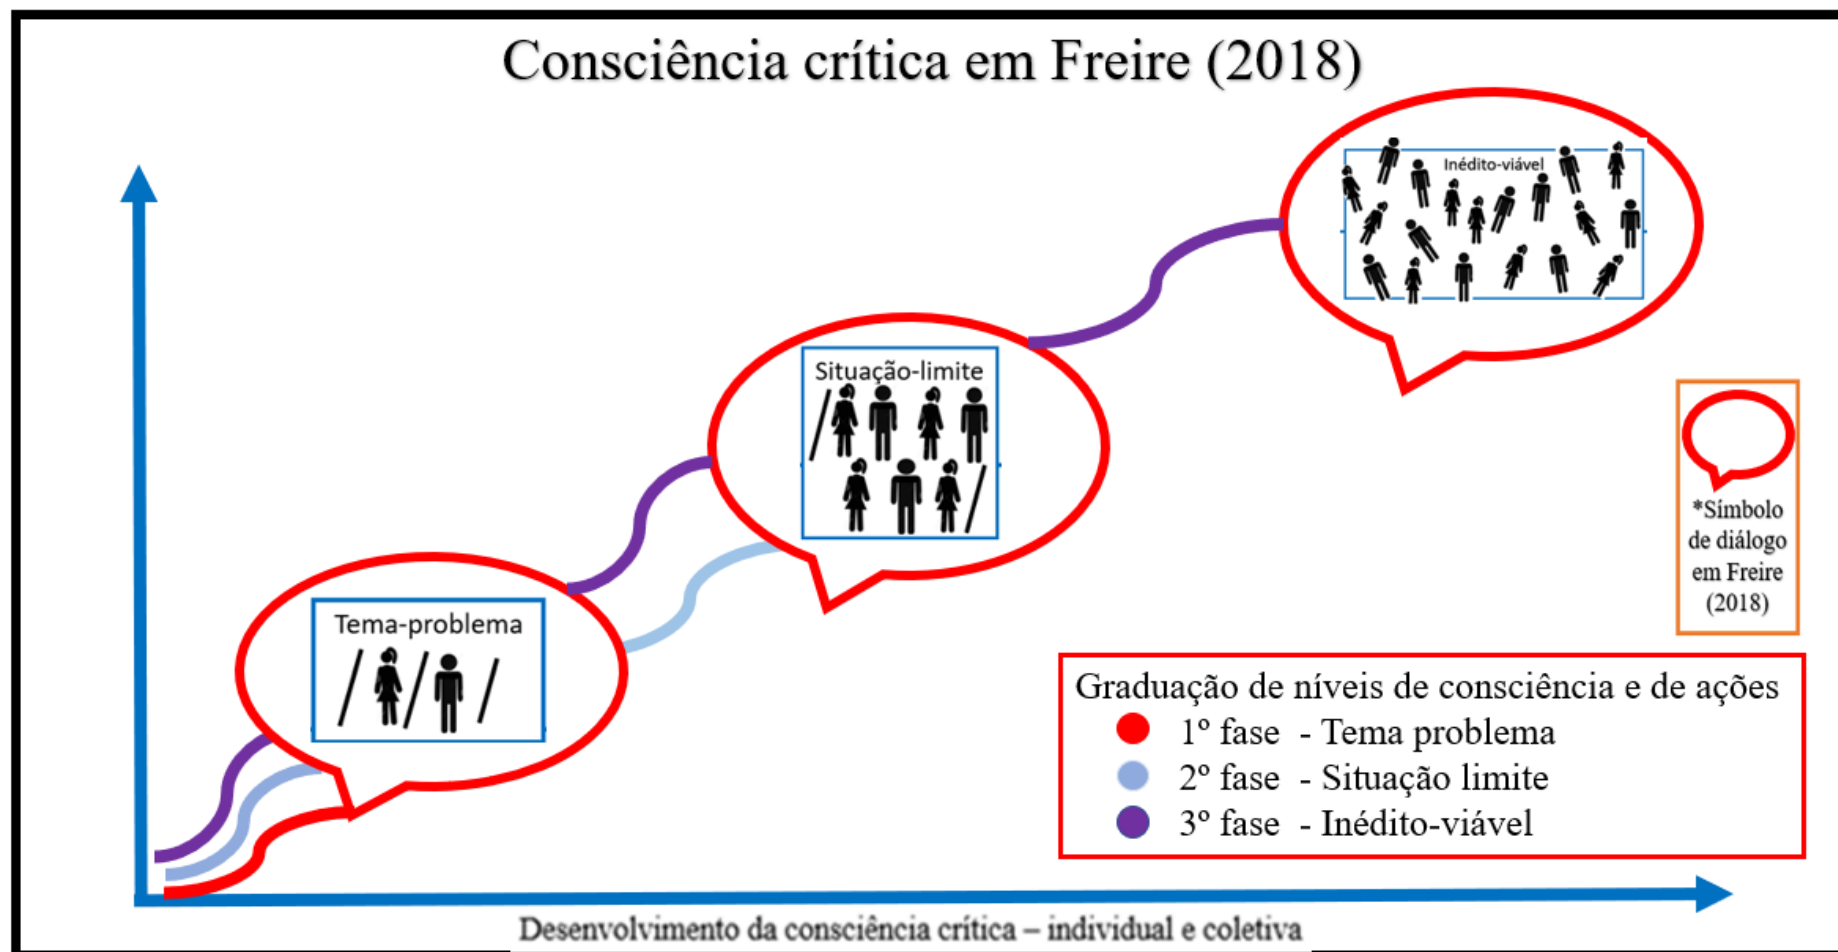 Consciência crítica em Freire (2018)
Inédito-viável
Situação-limite
Tema-problema
*Símbolo
de diálogo
em Freire
(2018)
Graduação de níveis de consciência e de ações
1º fase - Tema problema
2º fase - Situação limite
3º fase - Inédito-viável
Desenvolvimento da consciência crítica – individual e coletiva